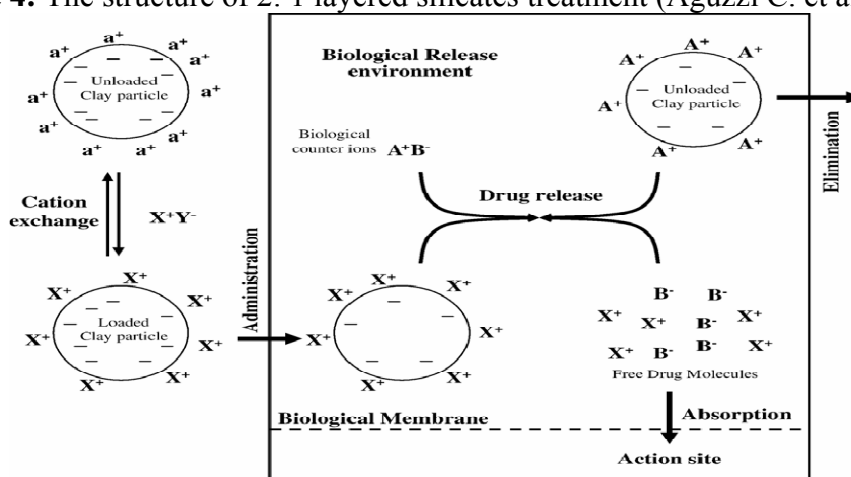 4. The structure of 2: 1 layered silicates treatment (Aguzzi C. et a
a⁺
a⁺
a⁺
a⁺
a⁺
a⁺
a⁺
a⁺
a⁺
a⁺
a⁺
Unloaded
Clay particle
Cation
exchange
X⁺Y⁻
X⁺
X⁺
X⁺
X⁺
X⁺
X⁺
X⁺
Loaded
Clay particle
Administration
Biological Release
environment
Biological
counter ions A⁺B⁻
A⁺
A⁺
A⁺
A⁺
A⁺
A⁺
Unloaded
Clay particle
Elimination
Drug release
X⁺
X⁺
X⁺
X⁺
X⁺
X⁺
X⁺
B⁻ B⁻
X⁺ X⁺ B⁻ X⁺
X⁺ B⁻ B⁻ X⁺
Free Drug Molecules
Absorption
Biological Membrane
Action site